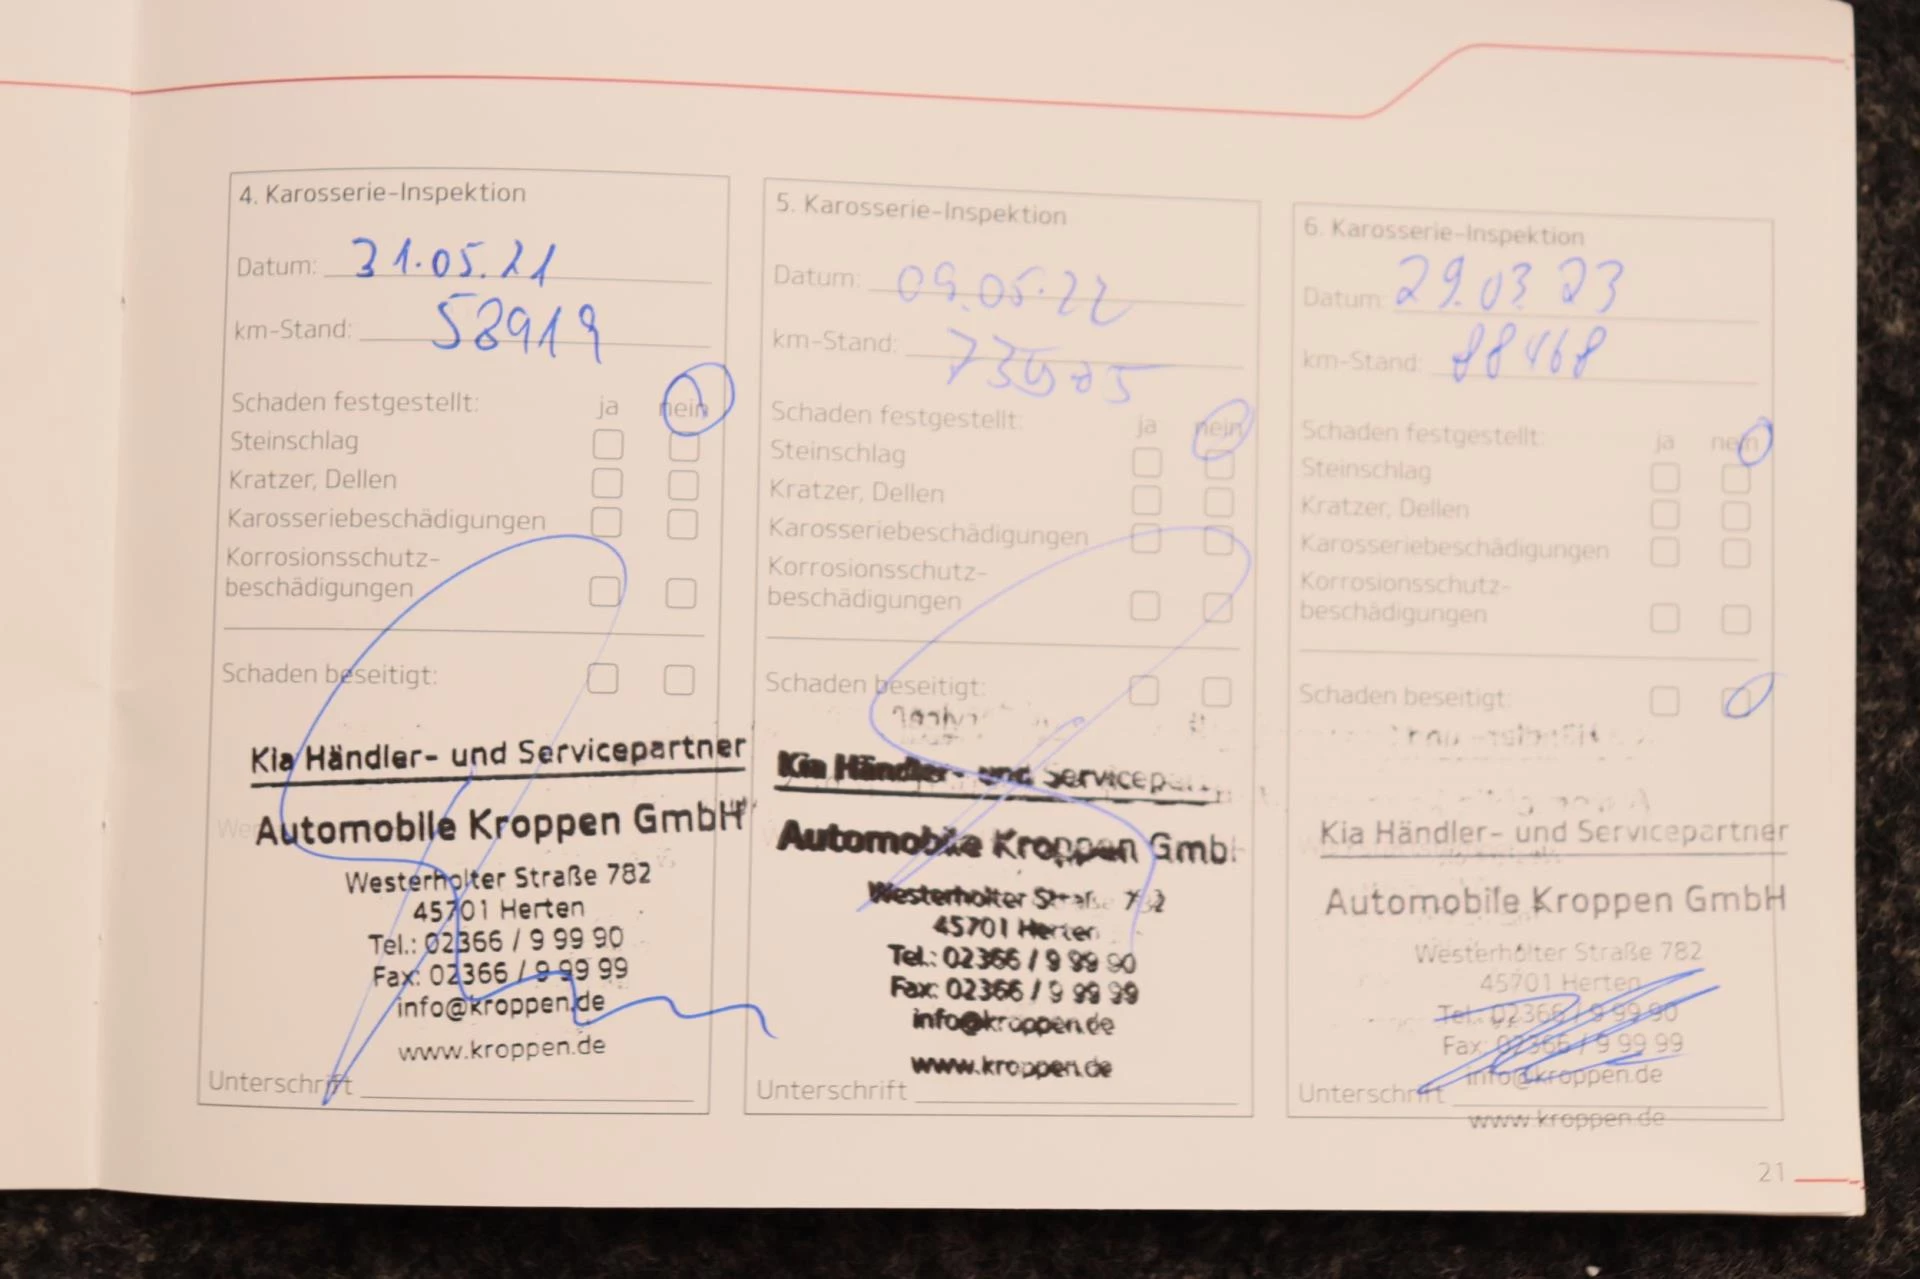 4. Karosserie-Inspektion
Datum: 31.05.21
km-Stand: 58919
Schaden festgestellt: ja nein
Steinschlag
Kratzer, Dellen
Karosseriebeschädigungen
Korrosionsschutz-
beschädigungen
Schaden beseitigt:
Kia Händler- und Servicepartner
Automobile Kroppen GmbH
Westerholter Straße 782
45701 Herten
Tel.: 02366 / 9 99 90
Fax: 02366 / 9 99 99
info@kroppen.de
www.kroppen.de
Unterschrift
5. Karosserie-Inspektion
Datum: 09.05.22
km-Stand:
Schaden festgestellt: ja nein
Steinschlag
Kratzer, Dellen
Karosseriebeschädigungen
Korrosionsschutz-
beschädigungen
Schaden beseitigt:
Kia Händler- und Servicepart
Automobile Kroppen GmbH
Westerholter Straße 782
45701 Herten
Tel.: 02366 / 9 99 90
Fax: 02366 / 9 99 99
info@kroppen.de
www.kroppen.de
Unterschrift
6. Karosserie-Inspektion
Datum: 29.03.23
km-Stand: 88468
Schaden festgestellt: ja nein
Steinschlag
Kratzer, Dellen
Karosseriebeschädigungen
Korrosionsschutz-
beschädigungen
Schaden beseitigt:
Kia Händler- und Servicepartner
Automobile Kroppen GmbH
Westerholter Straße 782
45701 Herten
Tel.: 02366 / 9 99 90
Fax: 02366 / 9 99 99
info@kroppen.de
Unterschrift
www.kroppen.de
21